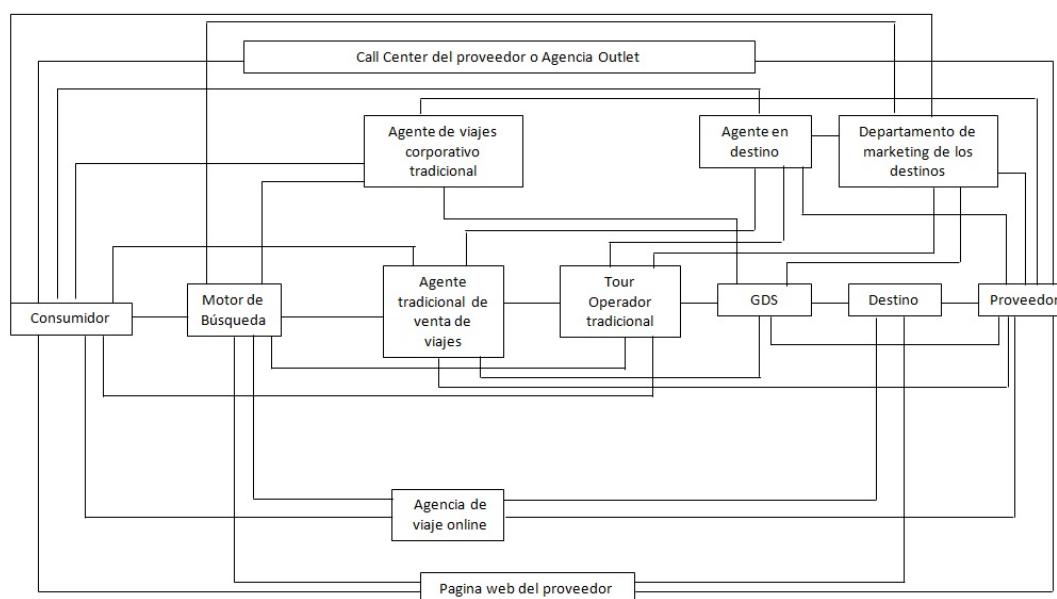 Call Center del proveedor o Agencia Outlet
Agente de viajes
corporativo
tradicional
Agente en
destino
Departamento de
marketing de los
destinos
Consumidor
Motor de
Búsqueda
Agente
tradicional de
venta de
viajes
Tour
Operador
tradicional
GDS
Destino
Proveedor
Agencia de
viaje online
Pagina web del proveedor